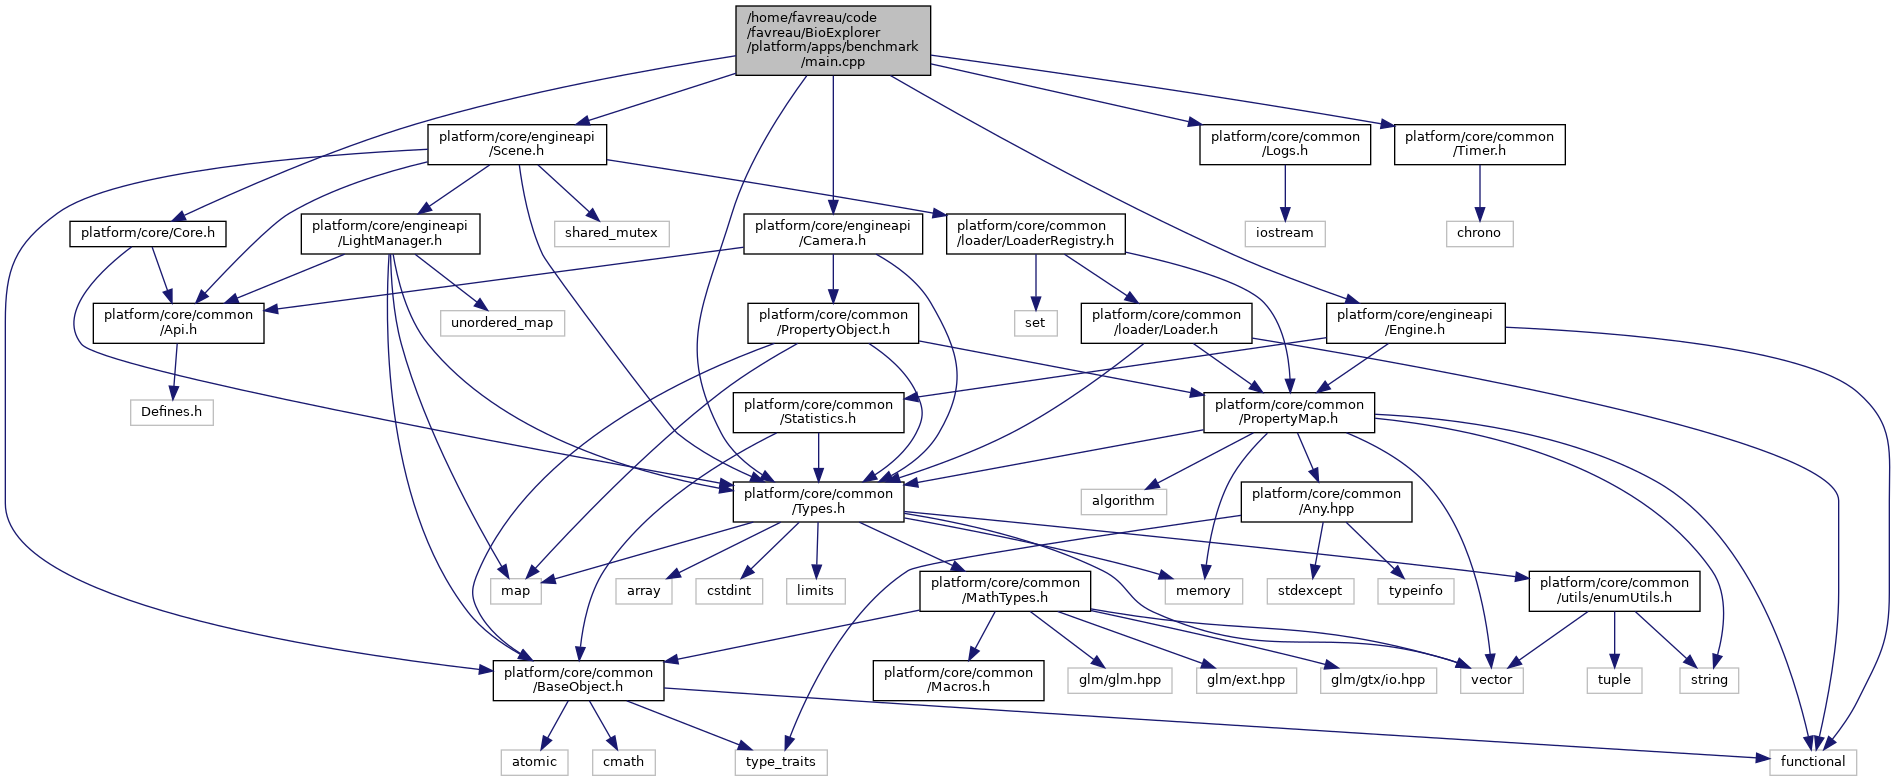 /home/favreau/code
/favreau/BioExplorer
/platform/apps/benchmark
/main.cpp
platform/core/engineapi
/Scene.h
platform/core/common
/Logs.h
platform/core/common
/Timer.h
platform/core/Core.h
platform/core/engineapi
/LightManager.h
shared_mutex
platform/core/engineapi
/Camera.h
platform/core/common
/loader/LoaderRegistry.h
iostream
chrono
platform/core/common
/Api.h
unordered_map
platform/core/common
/PropertyObject.h
set
platform/core/common
/loader/Loader.h
platform/core/engineapi
/Engine.h
Defines.h
platform/core/common
/Statistics.h
platform/core/common
/PropertyMap.h
platform/core/common
/Types.h
algorithm
platform/core/common
/Any.hpp
map
array
cstdint
limits
platform/core/common
/MathTypes.h
memory
stdexcept
typeinfo
platform/core/common
/utils/enumUtils.h
platform/core/common
/BaseObject.h
platform/core/common
/Macros.h
glm/glm.hpp
glm/ext.hpp
glm/gtx/io.hpp
vector
tuple
string
atomic
cmath
type_traits
functional